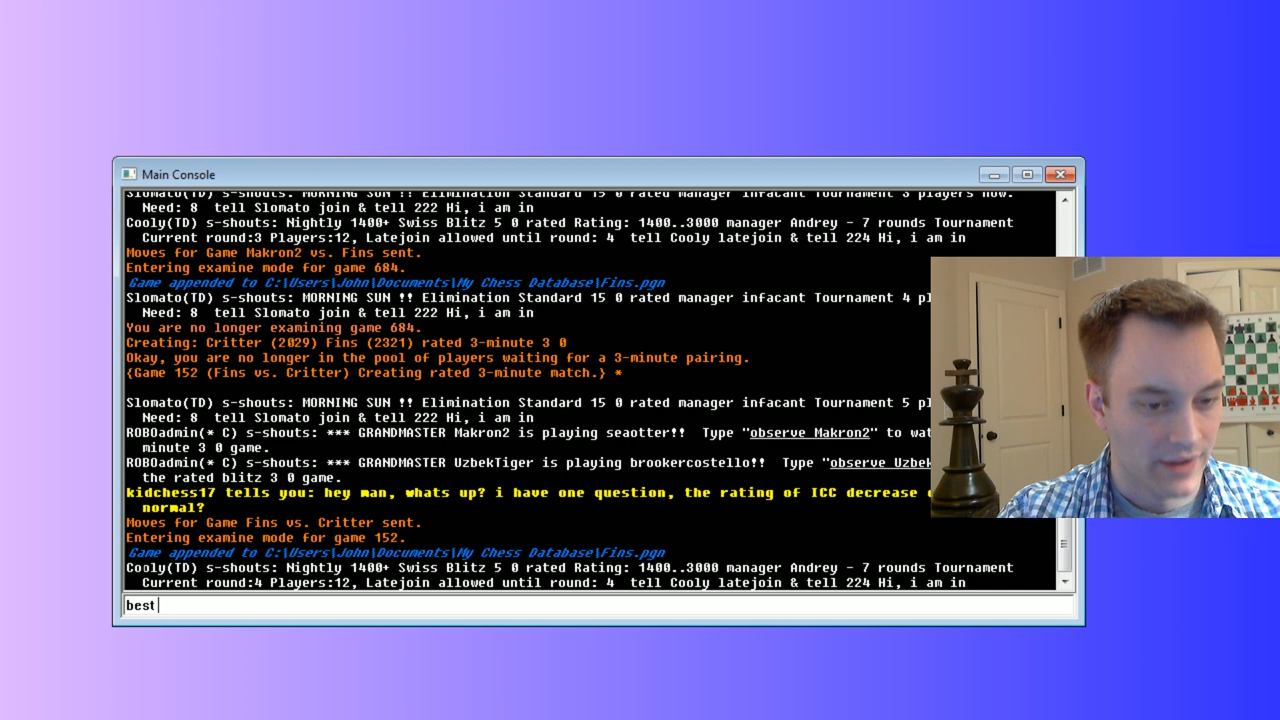 Main Console
Slomato(TD) s-shouts: MORNING SUN !! Elimination Standard 15 0 rated manager infacant Tournament 3 players now.
Need: 8 tell Slomato join & tell 222 Hi, i am in
Cooly(TD) s-shouts: Nightly 1400+ Swiss Blitz 5 0 rated Rating: 1400..3000 manager Andrey - 7 rounds Tournament
Current round:3 Players:12, Latejoin allowed until round: 4 tell Cooly latejoin & tell 224 Hi, i am in
Moves for Game Makron2 vs. Fins sent.
Entering examine mode for game 684.
Game appended to C:\Users\John\Documents\My Chess Database\Fins.pgn
Slomato(TD) s-shouts: MORNING SUN !! Elimination Standard 15 0 rated manager infacant Tournament 4 pl
Need: 8 tell Slomato join & tell 222 Hi, i am in
You are no longer examining game 684.
Creating: Critter (2029) Fins (2321) rated 3-minute 3 0
Okay, you are no longer in the pool of players waiting for a 3-minute pairing.
{Game 152 (Fins vs. Critter) Creating rated 3-minute match.} *
Slomato(TD) s-shouts: MORNING SUN !! Elimination Standard 15 0 rated manager infacant Tournament 5 pl
Need: 8 tell Slomato join & tell 222 Hi, i am in
ROBOadmin(* C) s-shouts: *** GRANDMASTER Makron2 is playing seaotter!! Type "observe Makron2" to wat
minute 3 0 game.
ROBOadmin(* C) s-shouts: *** GRANDMASTER UzbekTiger is playing brookercostello!! Type "observe Uzbek
the rated blitz 3 0 game.
kidchess17 tells you: hey man, whats up? i have one question, the rating of ICC decrease
normal?
Moves for Game Fins vs. Critter sent.
Entering examine mode for game 152.
Game appended to C:\Users\John\Documents\My Chess Database\Fins.pgn
Cooly(TD) s-shouts: Nightly 1400+ Swiss Blitz 5 0 rated Rating: 1400..3000 manager Andrey - 7 rounds Tournament
Current round:4 Players:12, Latejoin allowed until round: 4 tell Cooly latejoin & tell 224 Hi, i am in
best